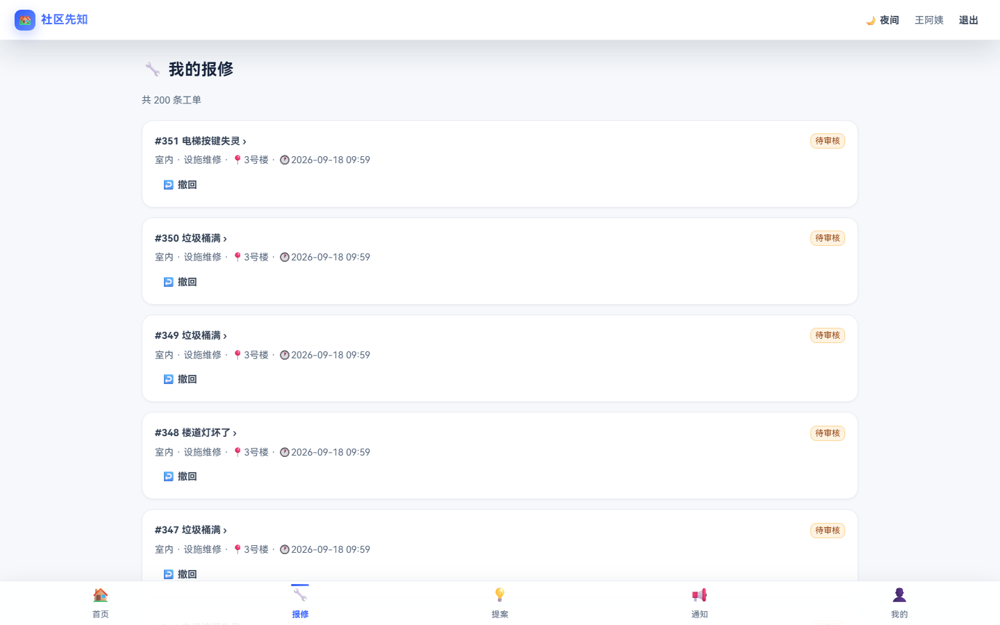 社区先知
夜间 王阿姨 退出
我的报修
共 200 条工单
#351 电梯按键失灵 › 待审核
室内 · 设施维修 · 3号楼 · 2026-09-18 09:59
撤回
#350 垃圾桶满 › 待审核
室内 · 设施维修 · 3号楼 · 2026-09-18 09:59
撤回
#349 垃圾桶满 › 待审核
室内 · 设施维修 · 3号楼 · 2026-09-18 09:59
撤回
#348 楼道灯坏了 › 待审核
室内 · 设施维修 · 3号楼 · 2026-09-18 09:59
撤回
#347 垃圾桶满 › 待审核
室内 · 设施维修 · 3号楼 · 2026-09-18 09:59
撤回
首页 报修 提案 通知 我的